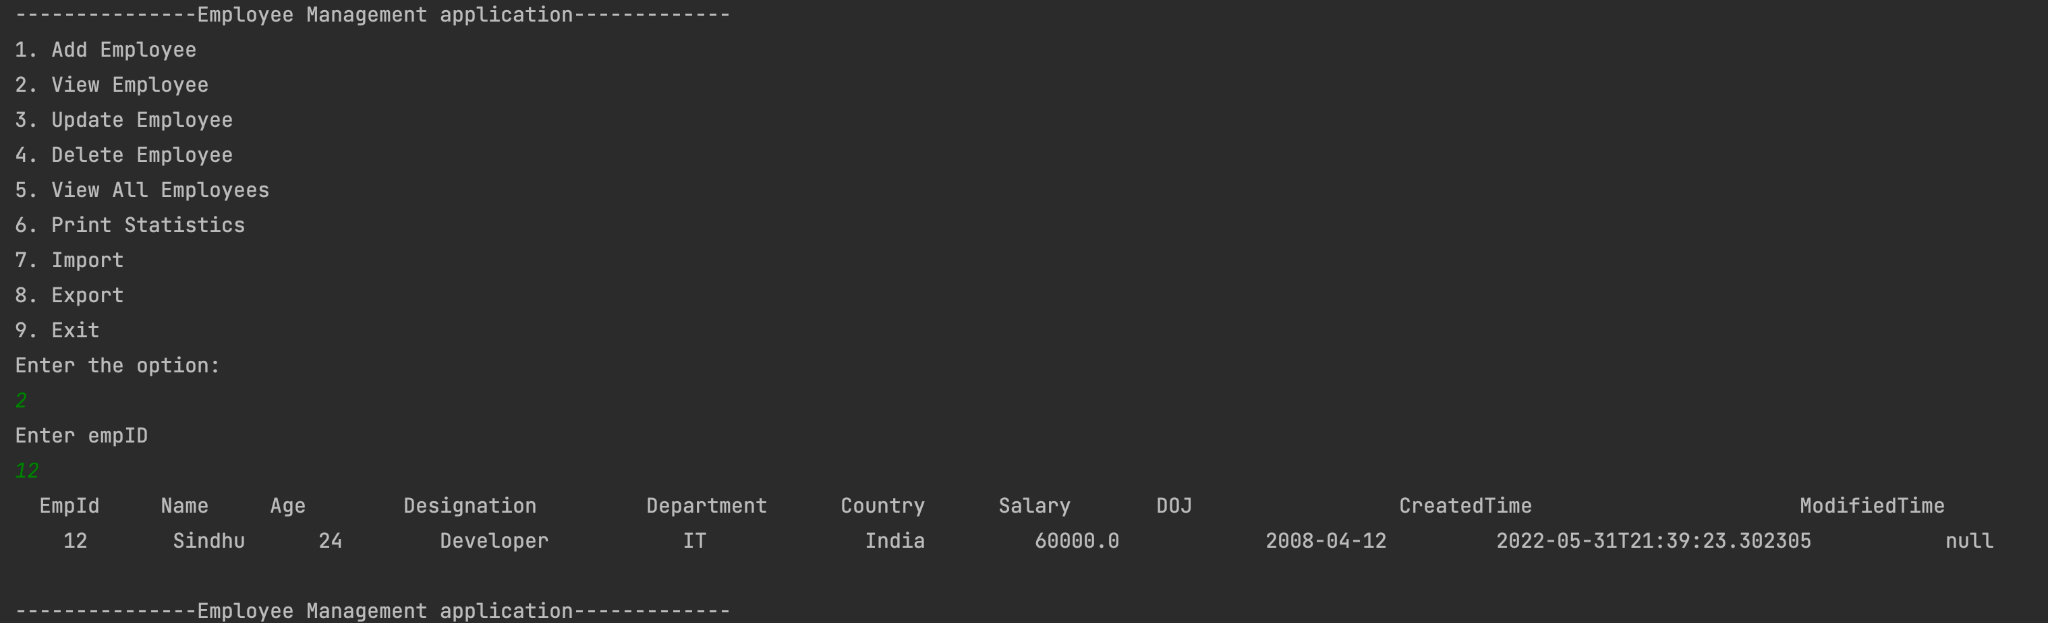 ---------------Employee Management application-------------
1. Add Employee
2. View Employee
3. Update Employee
4. Delete Employee
5. View All Employees
6. Print Statistics
7. Import
8. Export
9. Exit
Enter the option:
2
Enter empID
12
EmpId Name Age Designation Department Country Salary DOJ CreatedTime ModifiedTime
12 Sindhu 24 Developer IT India 60000.0 2008-04-12 2022-05-31T21:39:23.302305 null
---------------Employee Management application-------------